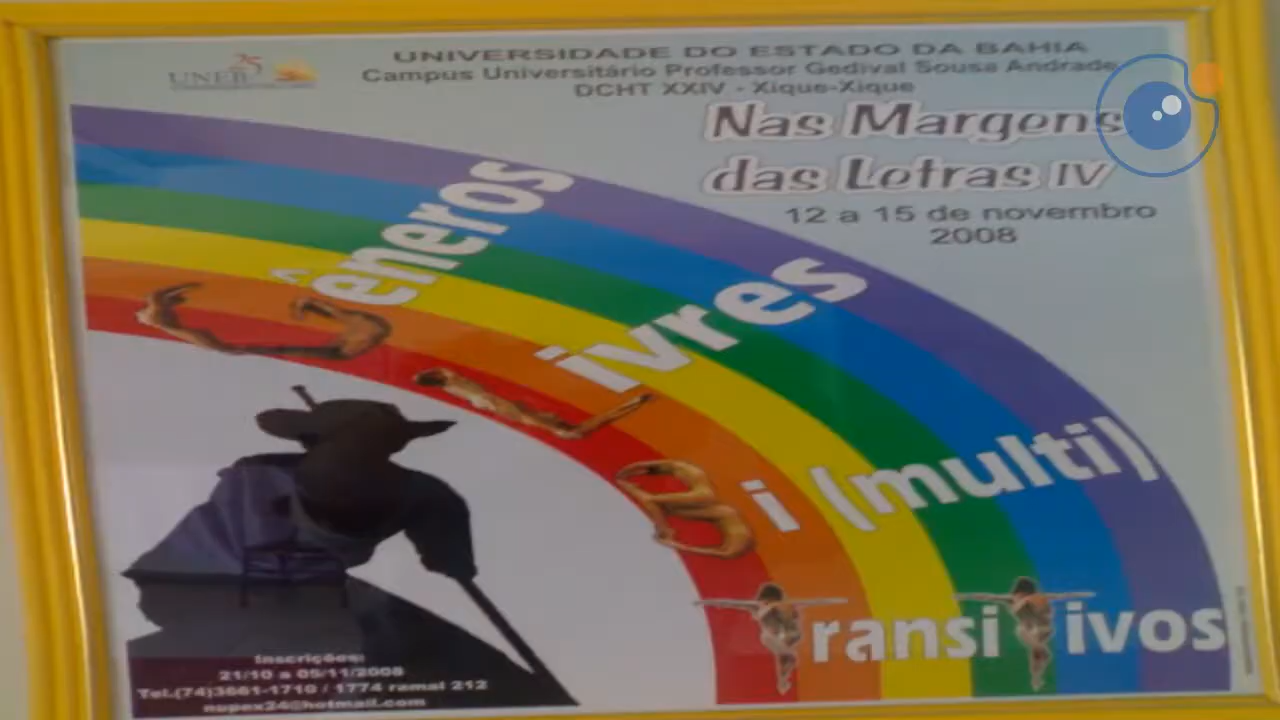 UNEB 25
UNIVERSIDADE DO ESTADO DA BAHIA
Campus Universitário Professor Gedival Sousa Andrade
DCHT XXIV - Xique-Xique
Nas Margens
das Letras IV
12 a 15 de novembro
2008
Gêneros
Livres
Bi (multi)
TransiTivos
Inscrições:
21/10 a 05/11/2008
Tel.(74)3661-1710 / 1774 ramal 212
nupex24@hotmail.com